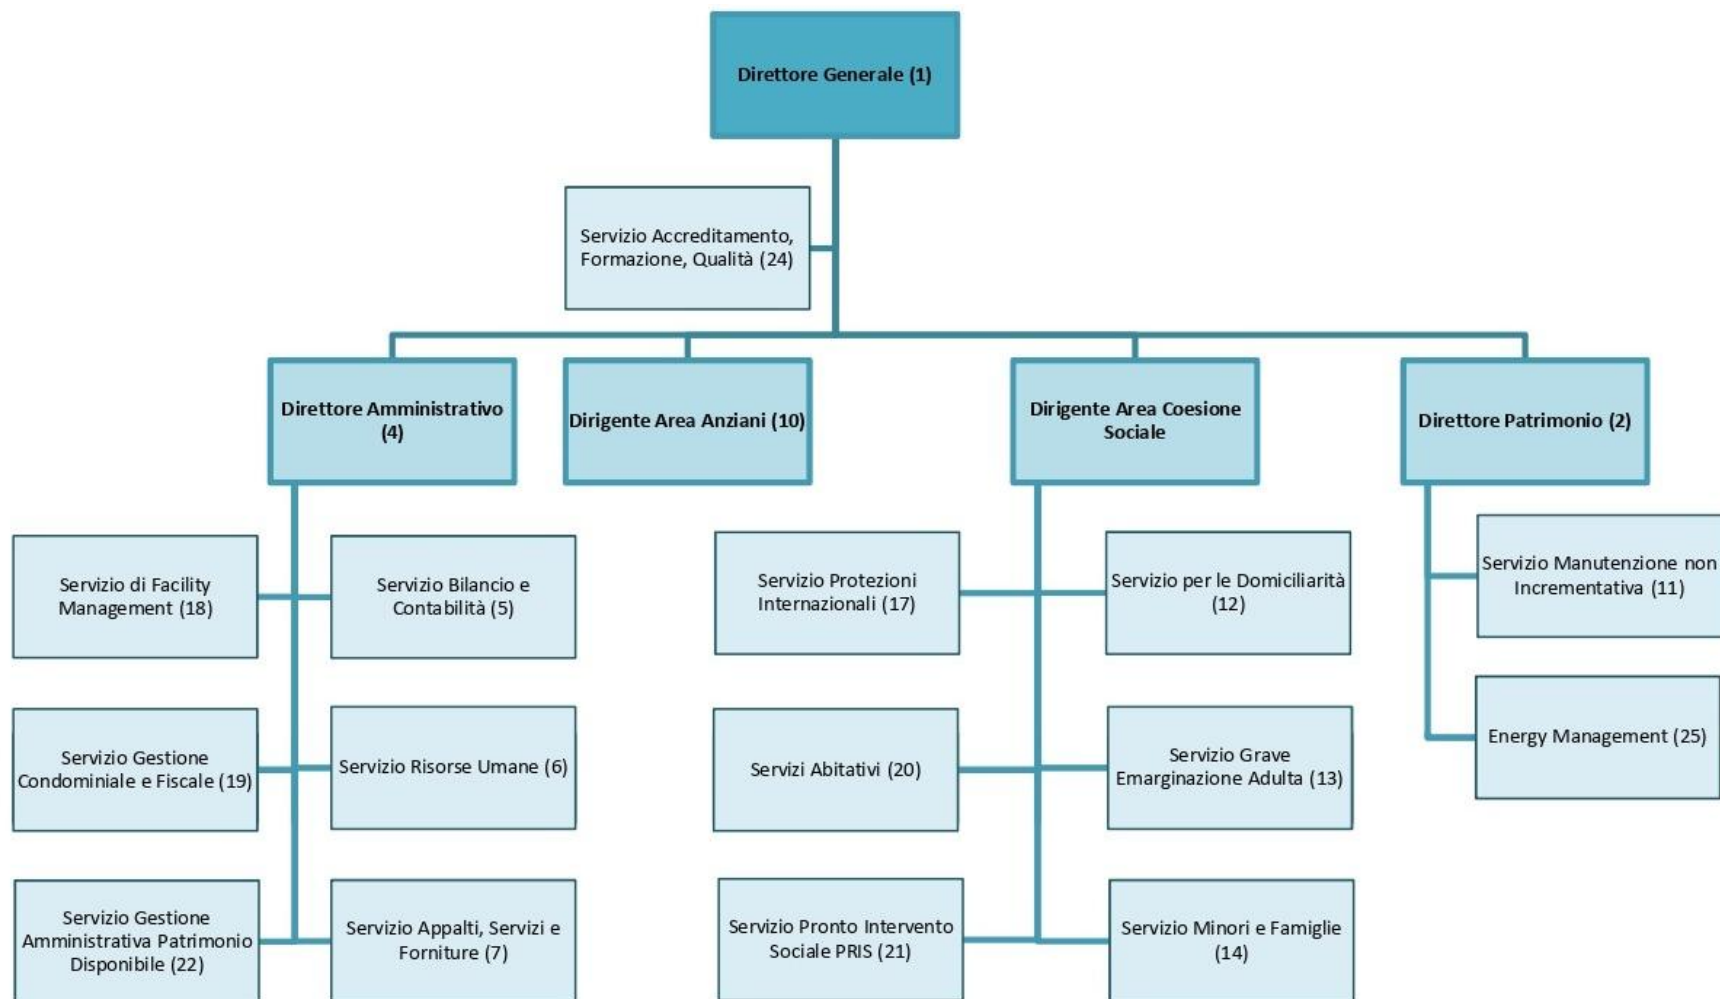 Direttore Generale (1)
Servizio Accreditamento,
Formazione, Qualità (24)
Direttore Amministrativo
(4)
Dirigente Area Anziani (10)
Dirigente Area Coesione
Sociale
Direttore Patrimonio (2)
Servizio di Facility
Management (18)
Servizio Bilancio e
Contabilità (5)
Servizio Protezioni
Internazionali (17)
Servizio per le Domiciliarità
(12)
Servizio Manutenzione non
Incrementativa (11)
Servizio Gestione
Condominiale e Fiscale (19)
Servizio Risorse Umane (6)
Servizi Abitativi (20)
Servizio Grave
Emarginazione Adulta (13)
Energy Management (25)
Servizio Gestione
Amministrativa Patrimonio
Disponibile (22)
Servizio Appalti, Servizi e
Forniture (7)
Servizio Pronto Intervento
Sociale PRIS (21)
Servizio Minori e Famiglie
(14)